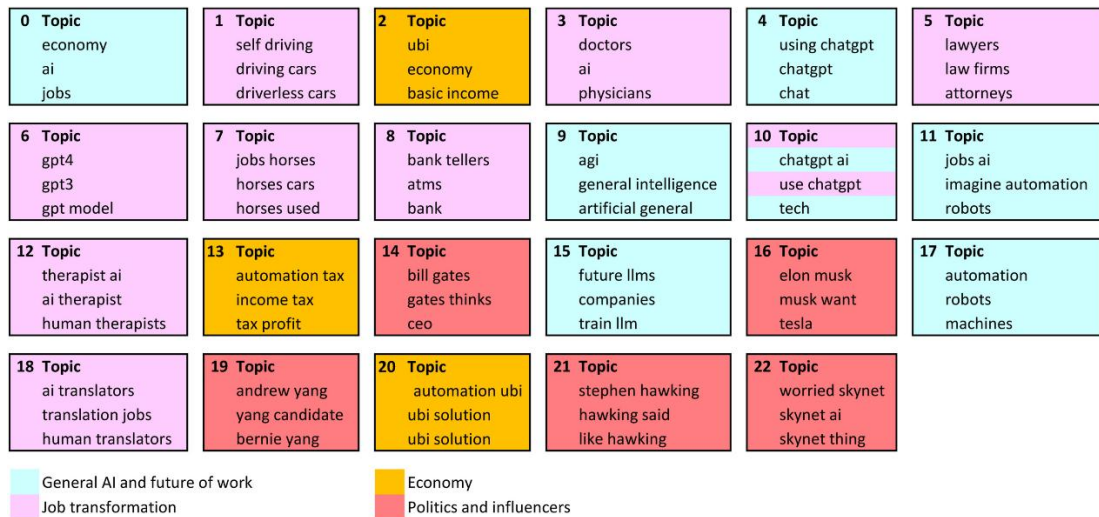 0 Topic
economy
ai
jobs
1 Topic
self driving
driving cars
driverless cars
2 Topic
ubi
economy
basic income
3 Topic
doctors
ai
physicians
4 Topic
using chatgpt
chatgpt
chat
5 Topic
lawyers
law firms
attorneys
6 Topic
gpt4
gpt3
gpt model
7 Topic
jobs horses
horses cars
horses used
8 Topic
bank tellers
atms
bank
9 Topic
agi
general intelligence
artificial general
10 Topic
chatgpt ai
use chatgpt
tech
11 Topic
jobs ai
imagine automation
robots
12 Topic
therapist ai
ai therapist
human therapists
13 Topic
automation tax
income tax
tax profit
14 Topic
bill gates
gates thinks
ceo
15 Topic
future llms
companies
train llm
16 Topic
elon musk
musk want
tesla
17 Topic
automation
robots
machines
18 Topic
ai translators
translation jobs
human translators
19 Topic
andrew yang
yang candidate
bernie yang
20 Topic
automation ubi
ubi solution
ubi solution
21 Topic
stephen hawking
hawking said
like hawking
22 Topic
worried skynet
skynet ai
skynet thing
General AI and future of work
Job transformation
Economy
Politics and influencers